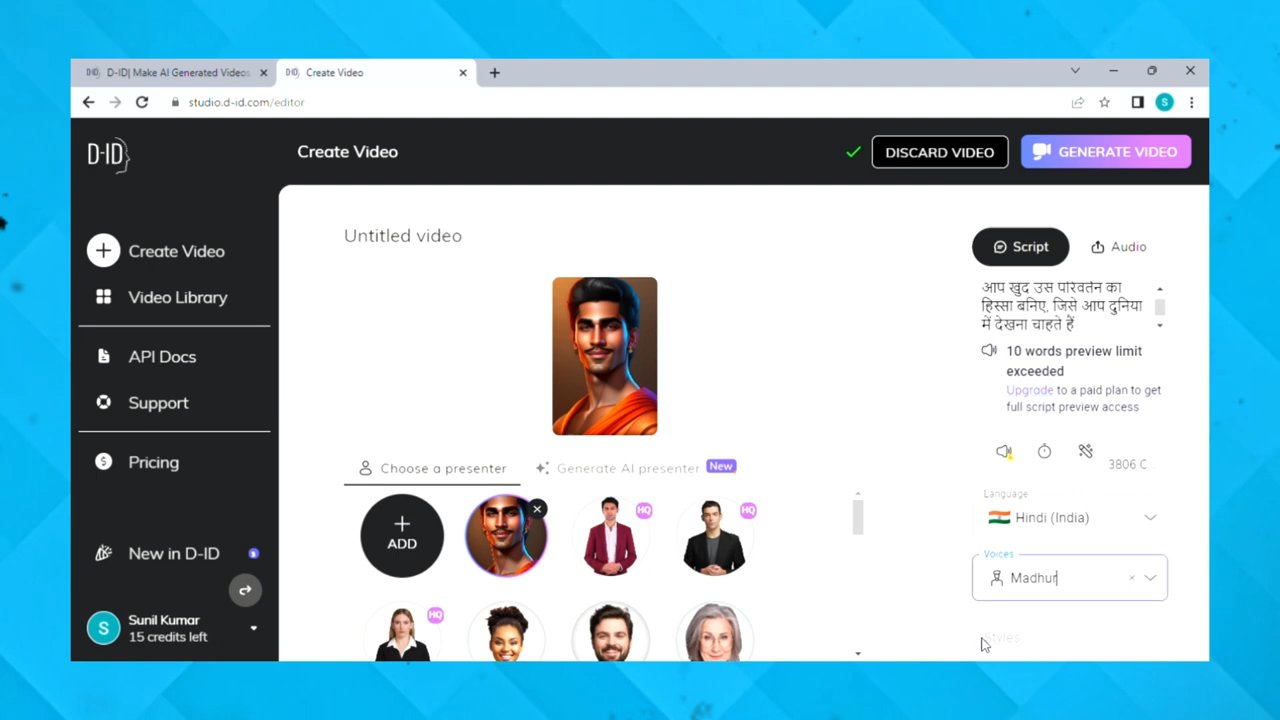 D-ID| Make AI Generated Videos
Create Video
studio.d-id.com/editor
D-ID
Create Video
DISCARD VIDEO
GENERATE VIDEO
Create Video
Video Library
API Docs
Support
Pricing
New in D-ID
S
Sunil Kumar
15 credits left
Untitled video
Choose a presenter
Generate AI presenter
New
ADD
HQ
HQ
HQ
Script
Audio
आप खुद उस परिवर्तन का
हिस्सा बनिए, जिसे आप दुनिया
में देखना चाहते हैं
10 words preview limit
exceeded
Upgrade to a paid plan to get
full script preview access
3806 C...
Language
Hindi (India)
Voices
Madhur
Styles